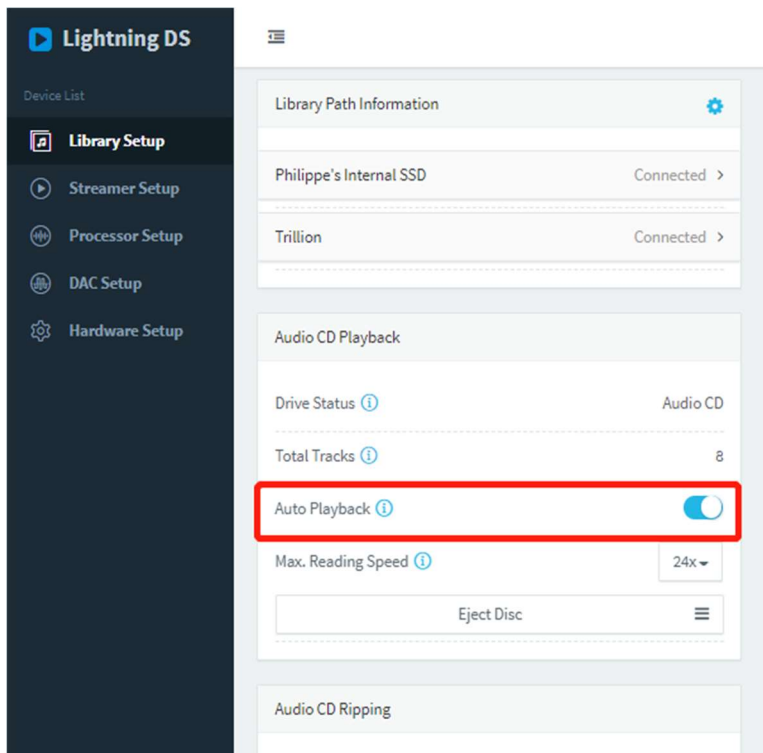 Lightning DS
Device List
Library Setup
Streamer Setup
Processor Setup
DAC Setup
Hardware Setup
Library Path Information
Philippe's Internal SSD Connected >
Trillion Connected >
Audio CD Playback
Drive Status Audio CD
Total Tracks 8
Auto Playback
Max. Reading Speed 24x
Eject Disc
Audio CD Ripping